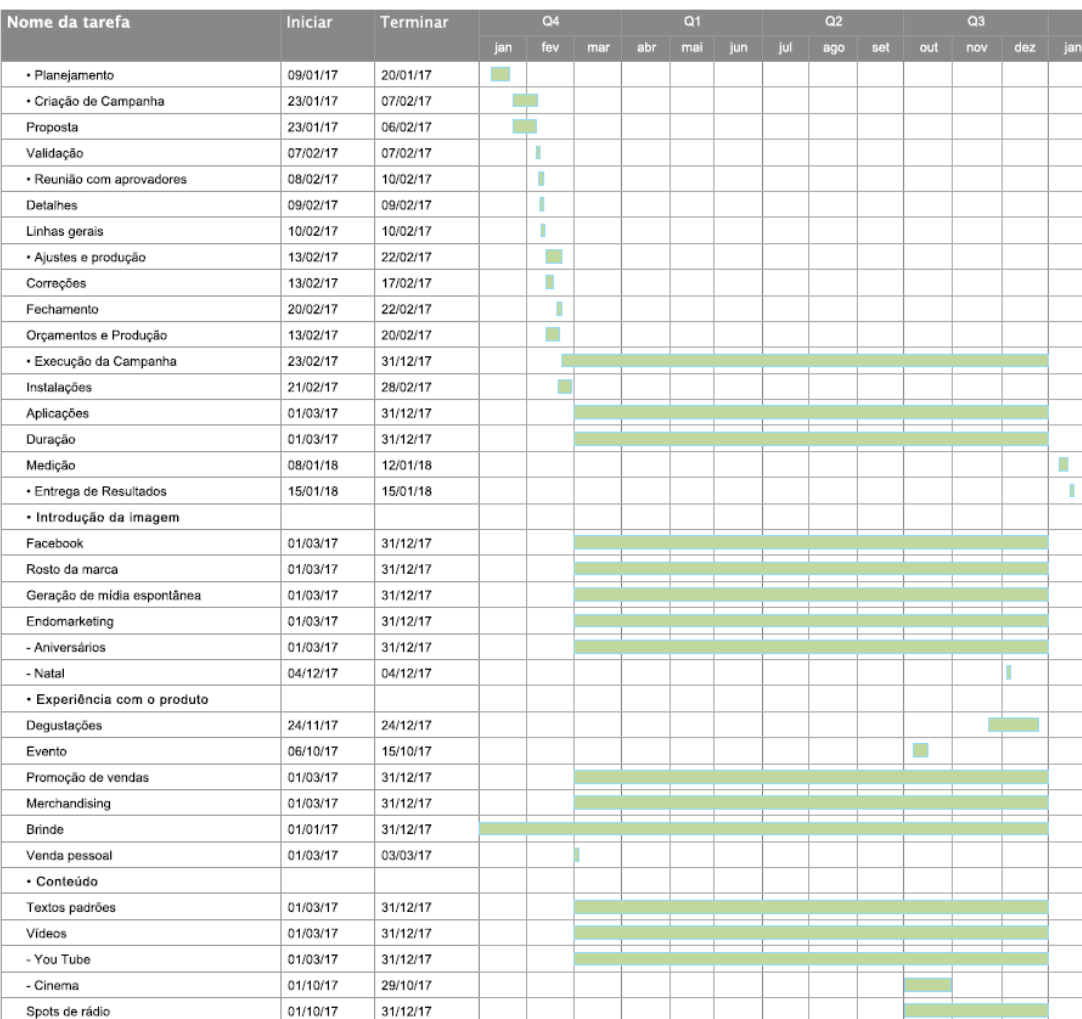 Nome da tarefa Iniciar Terminar Q4 Q1 Q2 Q3
jan fev mar abr mai jun jul ago set out nov dez jan
• Planejamento 09/01/17 20/01/17
• Criação de Campanha 23/01/17 07/02/17
Proposta 23/01/17 06/02/17
Validação 07/02/17 07/02/17
• Reunião com aprovadores 08/02/17 10/02/17
Detalhes 09/02/17 09/02/17
Linhas gerais 10/02/17 10/02/17
• Ajustes e produção 13/02/17 22/02/17
Correções 13/02/17 17/02/17
Fechamento 20/02/17 22/02/17
Orçamentos e Produção 13/02/17 20/02/17
• Execução da Campanha 23/02/17 31/12/17
Instalações 21/02/17 28/02/17
Aplicações 01/03/17 31/12/17
Duração 01/03/17 31/12/17
Medição 08/01/18 12/01/18
• Entrega de Resultados 15/01/18 15/01/18
• Introdução da imagem
Facebook 01/03/17 31/12/17
Rosto da marca 01/03/17 31/12/17
Geração de mídia espontânea 01/03/17 31/12/17
Endomarketing 01/03/17 31/12/17
- Aniversários 01/03/17 31/12/17
- Natal 04/12/17 04/12/17
• Experiência com o produto
Degustações 24/11/17 24/12/17
Evento 06/10/17 15/10/17
Promoção de vendas 01/03/17 31/12/17
Merchandising 01/03/17 31/12/17
Brinde 01/01/17 31/12/17
Venda pessoal 01/03/17 03/03/17
• Conteúdo
Textos padrões 01/03/17 31/12/17
Vídeos 01/03/17 31/12/17
- You Tube 01/03/17 31/12/17
- Cinema 01/10/17 29/10/17
Spots de rádio 01/10/17 31/12/17